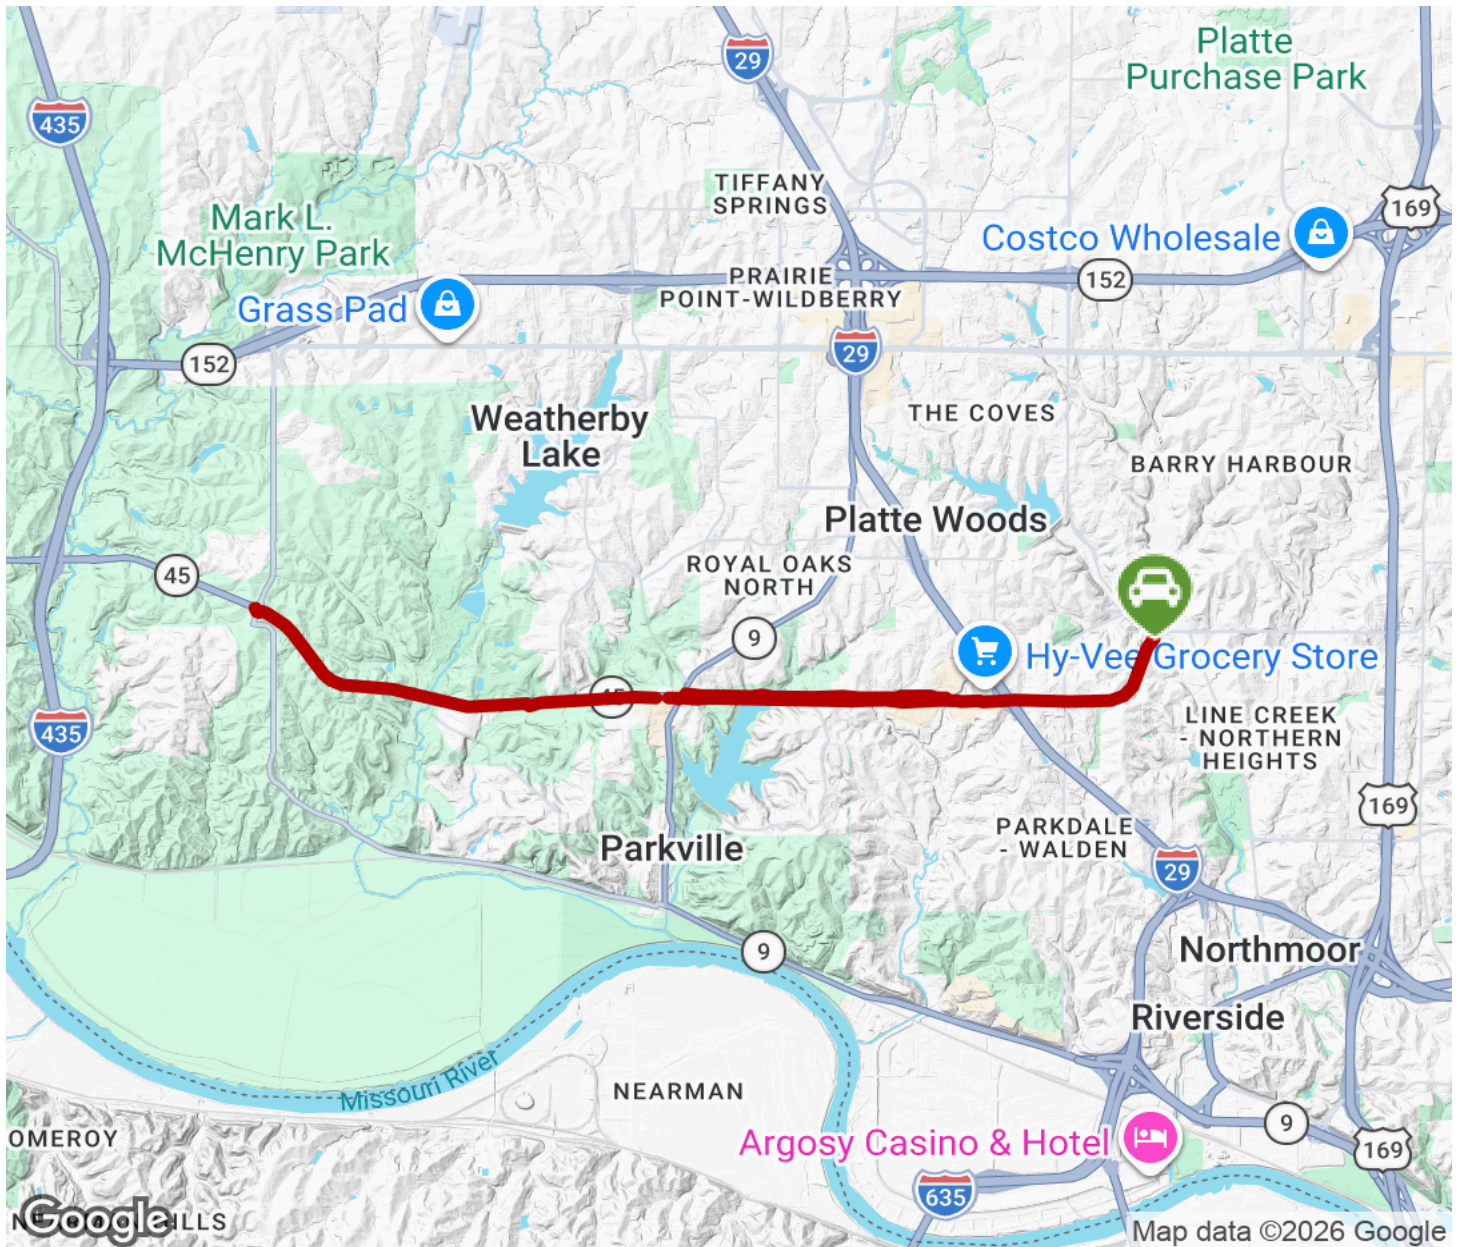 29
Platte
Purchase Park
435
TIFFANY
SPRINGS
169
Mark L.
McHenry Park
Costco Wholesale
PRAIRIE
POINT-WILDBERRY
152
Grass Pad
29
152
Weatherby
Lake
THE COVES
BARRY HARBOUR
Platte Woods
45
ROYAL OAKS
NORTH
9
Hy-Vee Grocery Store
45
435
LINE CREEK
- NORTHERN
HEIGHTS
169
Parkville
PARKDALE
- WALDEN
29
9
Northmoor
Riverside
Missouri River
NEARMAN
9
OMEROY
Argosy Casino & Hotel
169
635
Google
Map data ©2026 Google